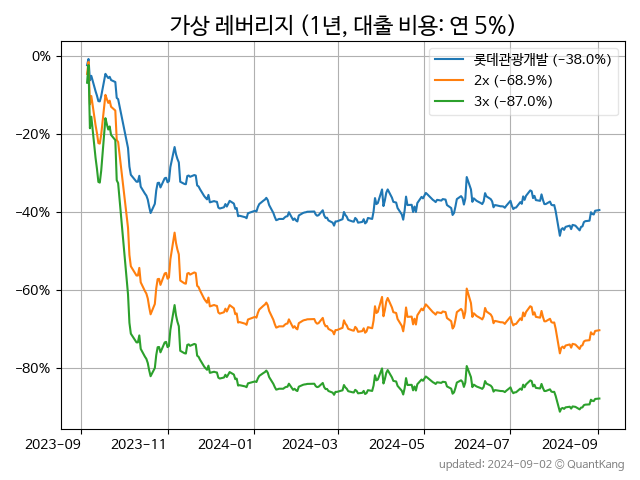 가상 레버리지 (1년, 대출 비용: 연 5%)
롯데관광개발 (-38.0%)
2x (-68.9%)
3x (-87.0%)
0%
−20%
−40%
−60%
−80%
2023-09 2023-11 2024-01 2024-03 2024-05 2024-07 2024-09
updated: 2024-09-02 © QuantKang